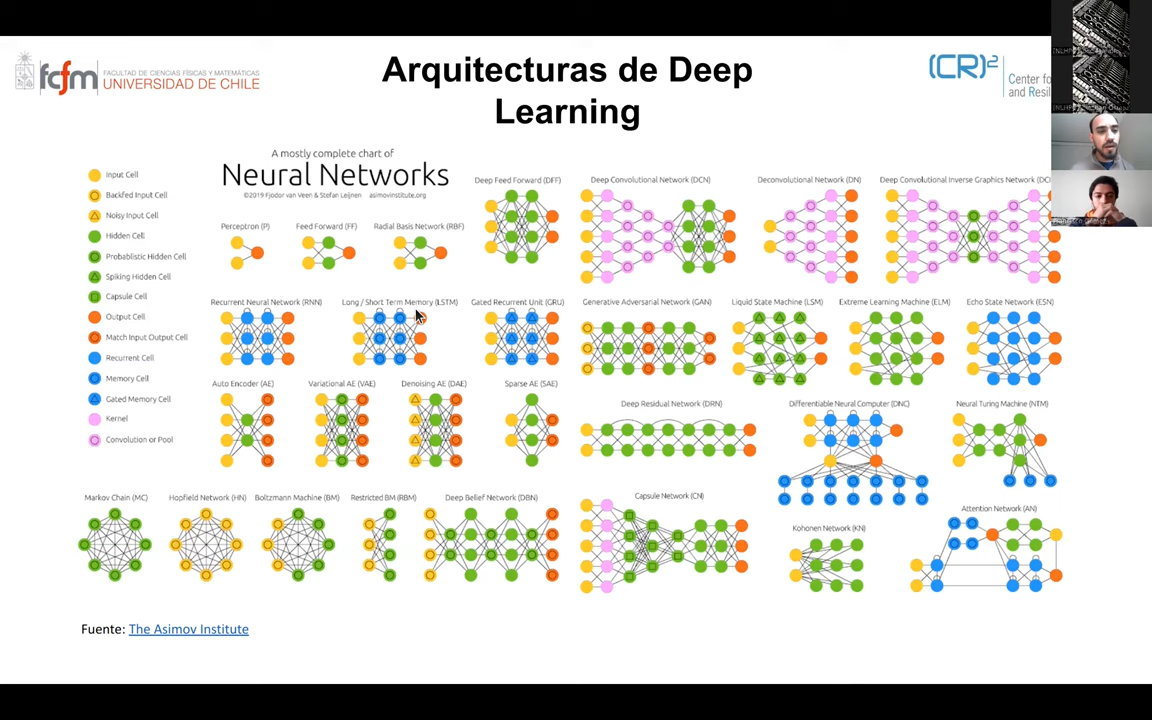 Arquitecturas de Deep
Learning
fcfm
FACULTAD DE CIENCIAS FÍSICAS Y MATEMÁTICAS
UNIVERSIDAD DE CHILE
(CR)²
Center for
and Resil
A mostly complete chart of
Neural Networks
©2019 Fjodor van Veen & Stefan Leijnen asimovinstitute.org
Input Cell
Backfed Input Cell
Noisy Input Cell
Hidden Cell
Probablistic Hidden Cell
Spiking Hidden Cell
Capsule Cell
Output Cell
Match Input Output Cell
Recurrent Cell
Memory Cell
Gated Memory Cell
Kernel
Convolution or Pool
Deep Feed Forward (DFF)
Perceptron (P)
Feed Forward (FF)
Radial Basis Network (RBF)
Deep Convolutional Network (DCN)
Deconvolutional Network (DN)
Deep Convolutional Inverse Graphics Network (DCI
Recurrent Neural Network (RNN)
Long / Short Term Memory (LSTM)
Gated Recurrent Unit (GRU)
Generative Adversarial Network (GAN)
Liquid State Machine (LSM)
Extreme Learning Machine (ELM)
Echo State Network (ESN)
Auto Encoder (AE)
Variational AE (VAE)
Denoising AE (DAE)
Sparse AE (SAE)
Deep Residual Network (DRN)
Differentiable Neural Computer (DNC)
Neural Turing Machine (NTM)
Markov Chain (MC)
Hopfield Network (HN)
Boltzmann Machine (BM)
Restricted BM (RBM)
Deep Belief Network (DBN)
Capsule Network (CN)
Kohonen Network (KN)
Attention Network (AN)
Fuente: The Asimov Institute